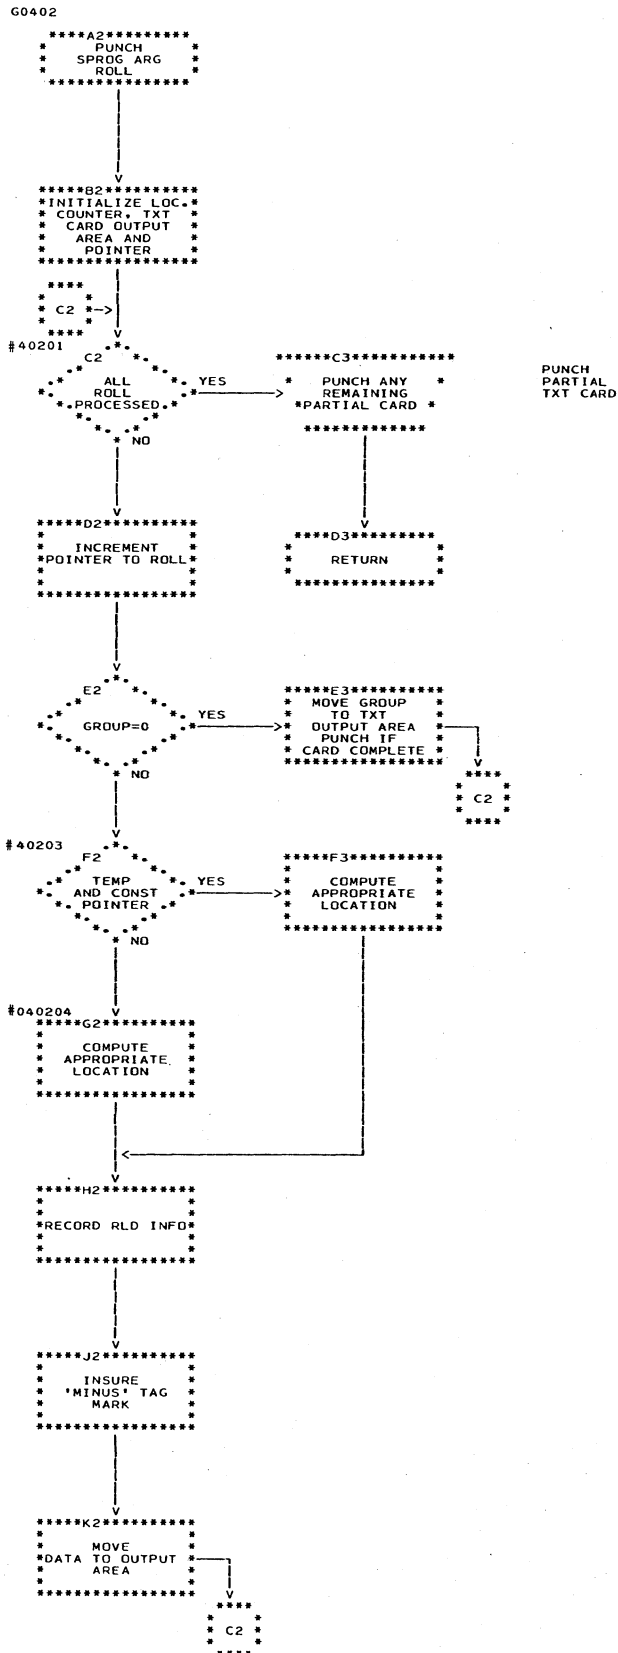 G0402
A2
PUNCH
SPROG ARG
ROLL
B2
INITIALIZE LOC.
COUNTER, TXT
CARD OUTPUT
AREA AND
POINTER
C2
#40201
C2
ALL
ROLL
PROCESSED
YES
NO
C3
PUNCH ANY
REMAINING
PARTIAL CARD
PUNCH
PARTIAL
TXT CARD
D2
INCREMENT
POINTER TO ROLL
D3
RETURN
E2
GROUP=0
YES
NO
E3
MOVE GROUP
TO TXT
OUTPUT AREA
PUNCH IF
CARD COMPLETE
C2
#40203
F2
TEMP
AND CONST
POINTER
YES
NO
F3
COMPUTE
APPROPRIATE
LOCATION
#040204
G2
COMPUTE
APPROPRIATE
LOCATION
H2
RECORD RLD INFO
J2
INSURE
'MINUS' TAG
MARK
K2
MOVE
DATA TO OUTPUT
AREA
C2